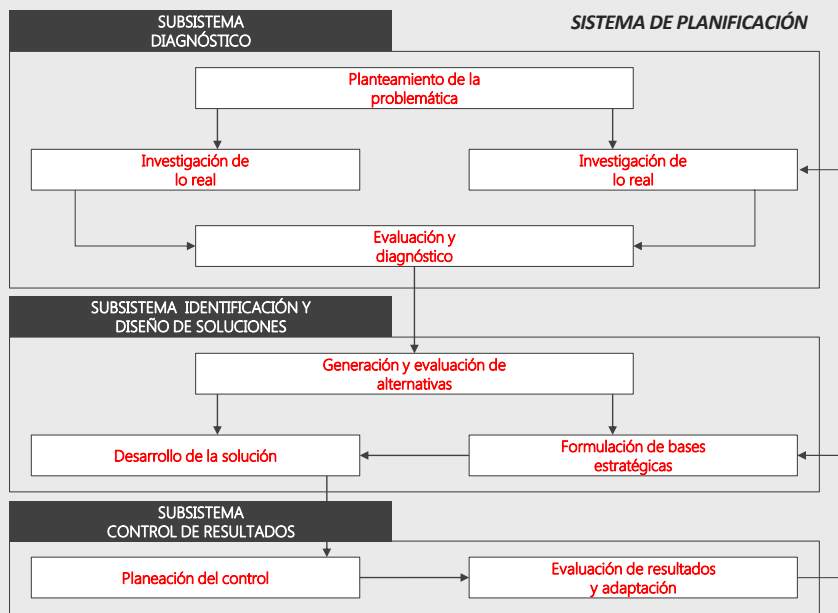 SISTEMA DE PLANIFICACIÓN
SUBSISTEMA
DIAGNÓSTICO
Planteamiento de la
problemática
Investigación de
lo real
Investigación de
lo real
Evaluación y
diagnóstico
SUBSISTEMA IDENTIFICACIÓN Y
DISEÑO DE SOLUCIONES
Generación y evaluación de
alternativas
Desarrollo de la solución
Formulación de bases
estratégicas
SUBSISTEMA
CONTROL DE RESULTADOS
Planeación del control
Evaluación de resultados
y adaptación